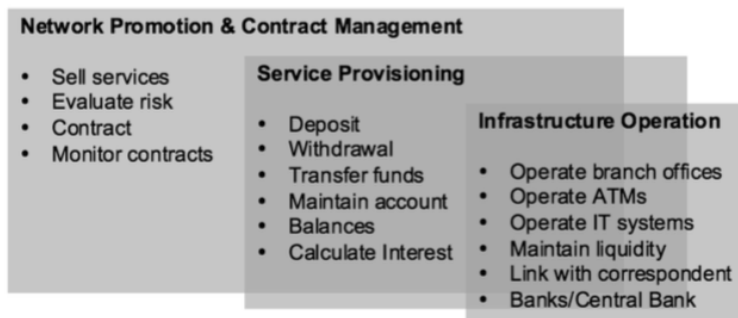 Network Promotion & Contract Management
• Sell services
• Evaluate risk
• Contract
• Monitor contracts
Service Provisioning
• Deposit
• Withdrawal
• Transfer funds
• Maintain account
• Balances
• Calculate Interest
Infrastructure Operation
• Operate branch offices
• Operate ATMs
• Operate IT systems
• Maintain liquidity
• Link with correspondent
• Banks/Central Bank